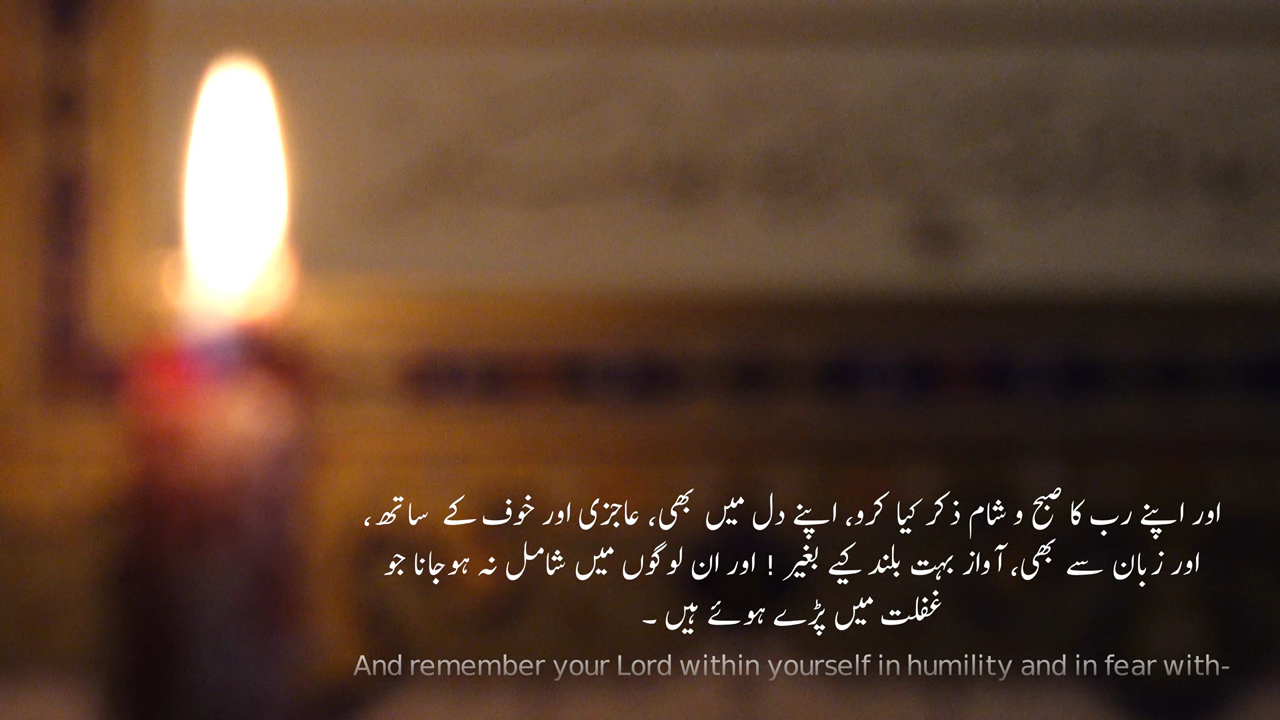 اور اپنے رب کا صبح و شام ذکر کیا کرو، اپنے دل میں بھی، عاجزی اور خوف کے ساتھ،
اور زبان سے بھی، آواز بہت بلند کیے بغیر ! اور ان لوگوں میں شامل نہ ہوجانا جو
غفلت میں پڑے ہوئے ہیں ۔
And remember your Lord within yourself in humility and in fear with-